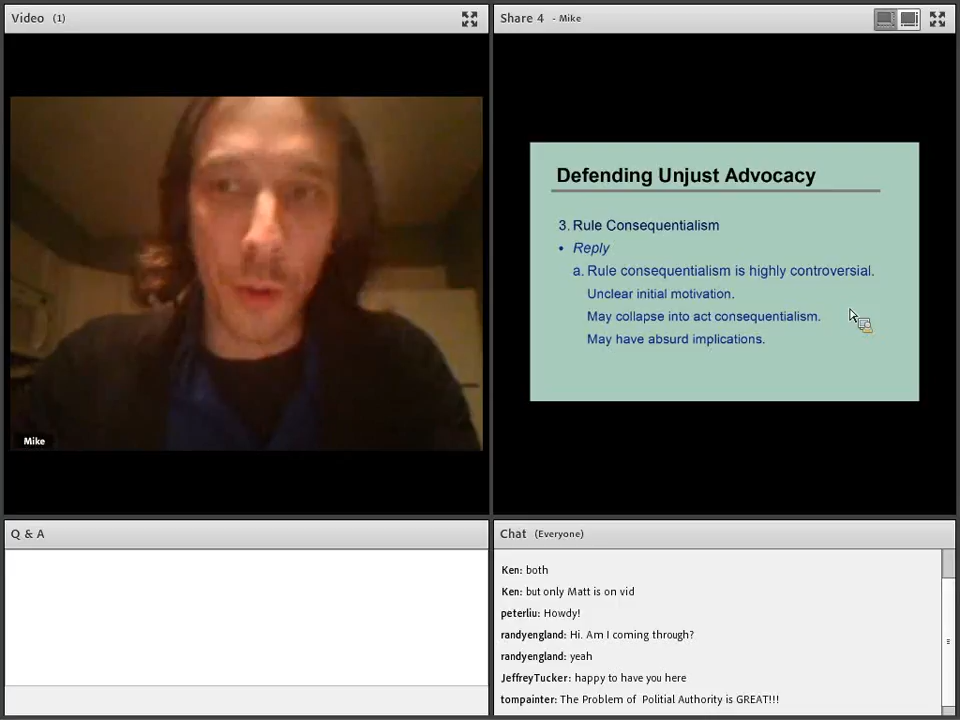 Video (1)
Mike
Share 4 - Mike
Defending Unjust Advocacy
3. Rule Consequentialism
• Reply
a. Rule consequentialism is highly controversial.
Unclear initial motivation.
May collapse into act consequentialism.
May have absurd implications.
Q & A
Chat (Everyone)
Ken: both
Ken: but only Matt is on vid
peterliu: Howdy!
randyengland: Hi. Am I coming through?
randyengland: yeah
JeffreyTucker: happy to have you here
tompainter: The Problem of Politial Authority is GREAT!!!